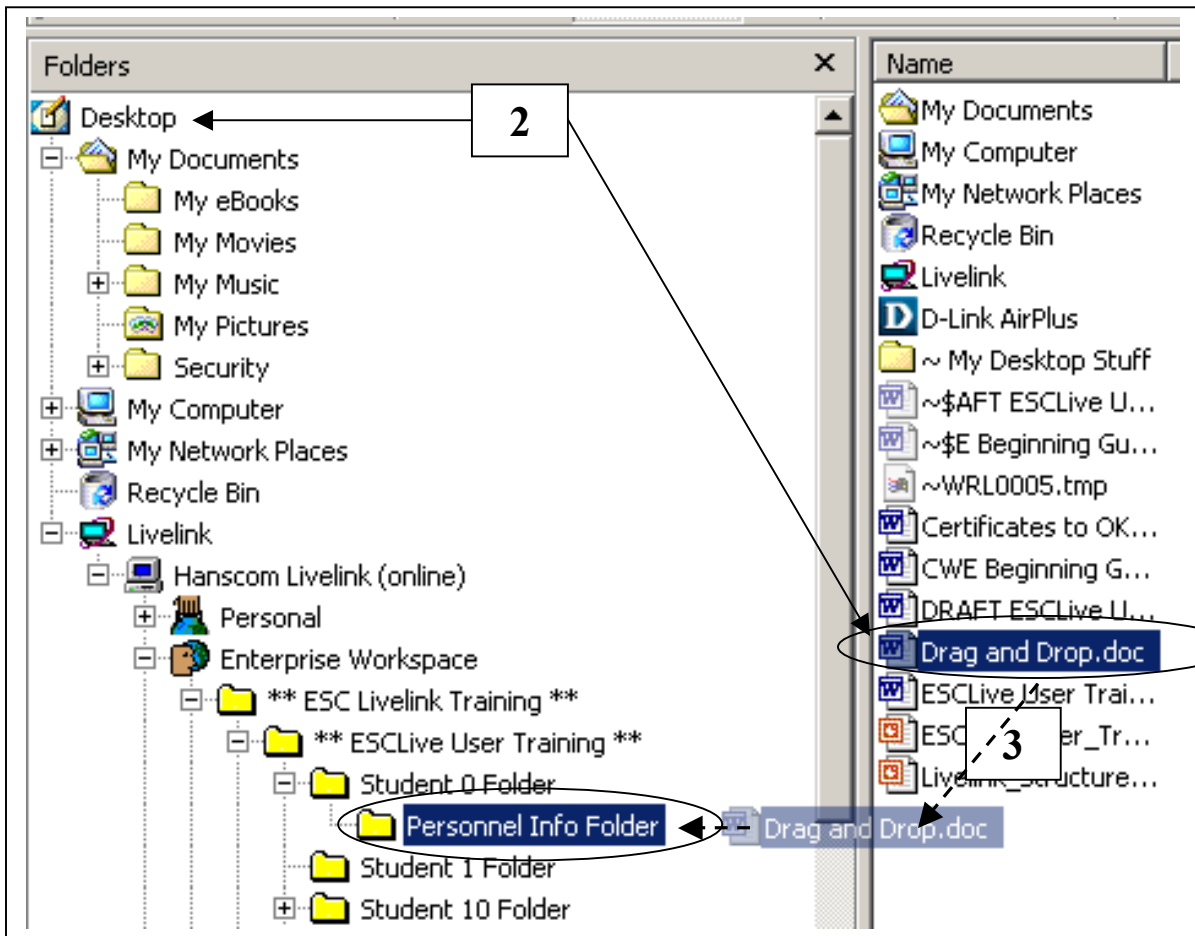 Folders
Desktop
2
My Documents
My eBooks
My Movies
My Music
My Pictures
Security
My Computer
My Network Places
Recycle Bin
Livelink
Hanscom Livelink (online)
Personal
Enterprise Workspace
** ESC Livelink Training **
** ESCLive User Training **
Student 0 Folder
Personnel Info Folder
Student 1 Folder
Student 10 Folder
Name
My Documents
My Computer
My Network Places
Recycle Bin
Livelink
D-Link AirPlus
~ My Desktop Stuff
~$AFT ESCLive U...
~$E Beginning Gu...
~WRL0005.tmp
Certificates to OK...
CWE Beginning G...
DRAFT ESCLive U...
Drag and Drop.doc
ESCLive User Trai...
ESC er_Tr...
3
Livelink_Structure...
Drag and Drop.doc